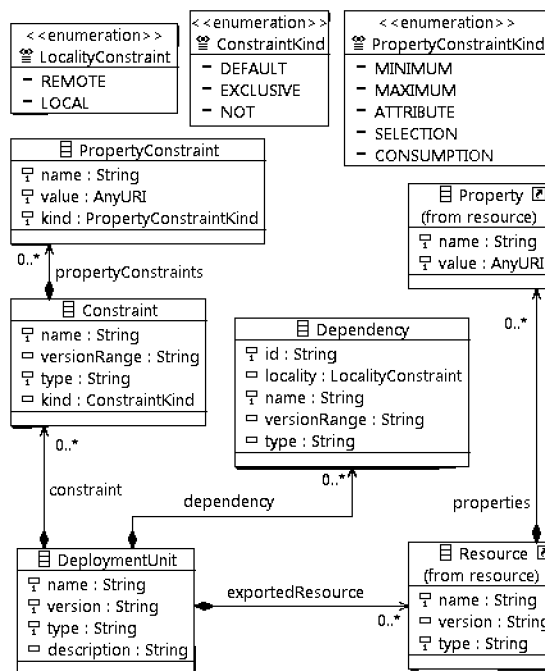 <<enumeration>>
LocalityConstraint
REMOTE
LOCAL
<<enumeration>>
ConstraintKind
DEFAULT
EXCLUSIVE
NOT
<<enumeration>>
PropertyConstraintKind
MINIMUM
MAXIMUM
ATTRIBUTE
SELECTION
CONSUMPTION
PropertyConstraint
name : String
value : AnyURI
kind : PropertyConstraintKind
Property
(from resource)
name : String
value : AnyURI
0..*
propertyConstraints
Constraint
name : String
versionRange : String
type : String
kind : ConstraintKind
Dependency
id : String
locality : LocalityConstraint
name : String
versionRange : String
type : String
0..*
0..*
constraint
dependency
0..*
properties
DeploymentUnit
name : String
version : String
type : String
description : String
exportedResource
0..*
Resource
(from resource)
name : String
version : String
type : String